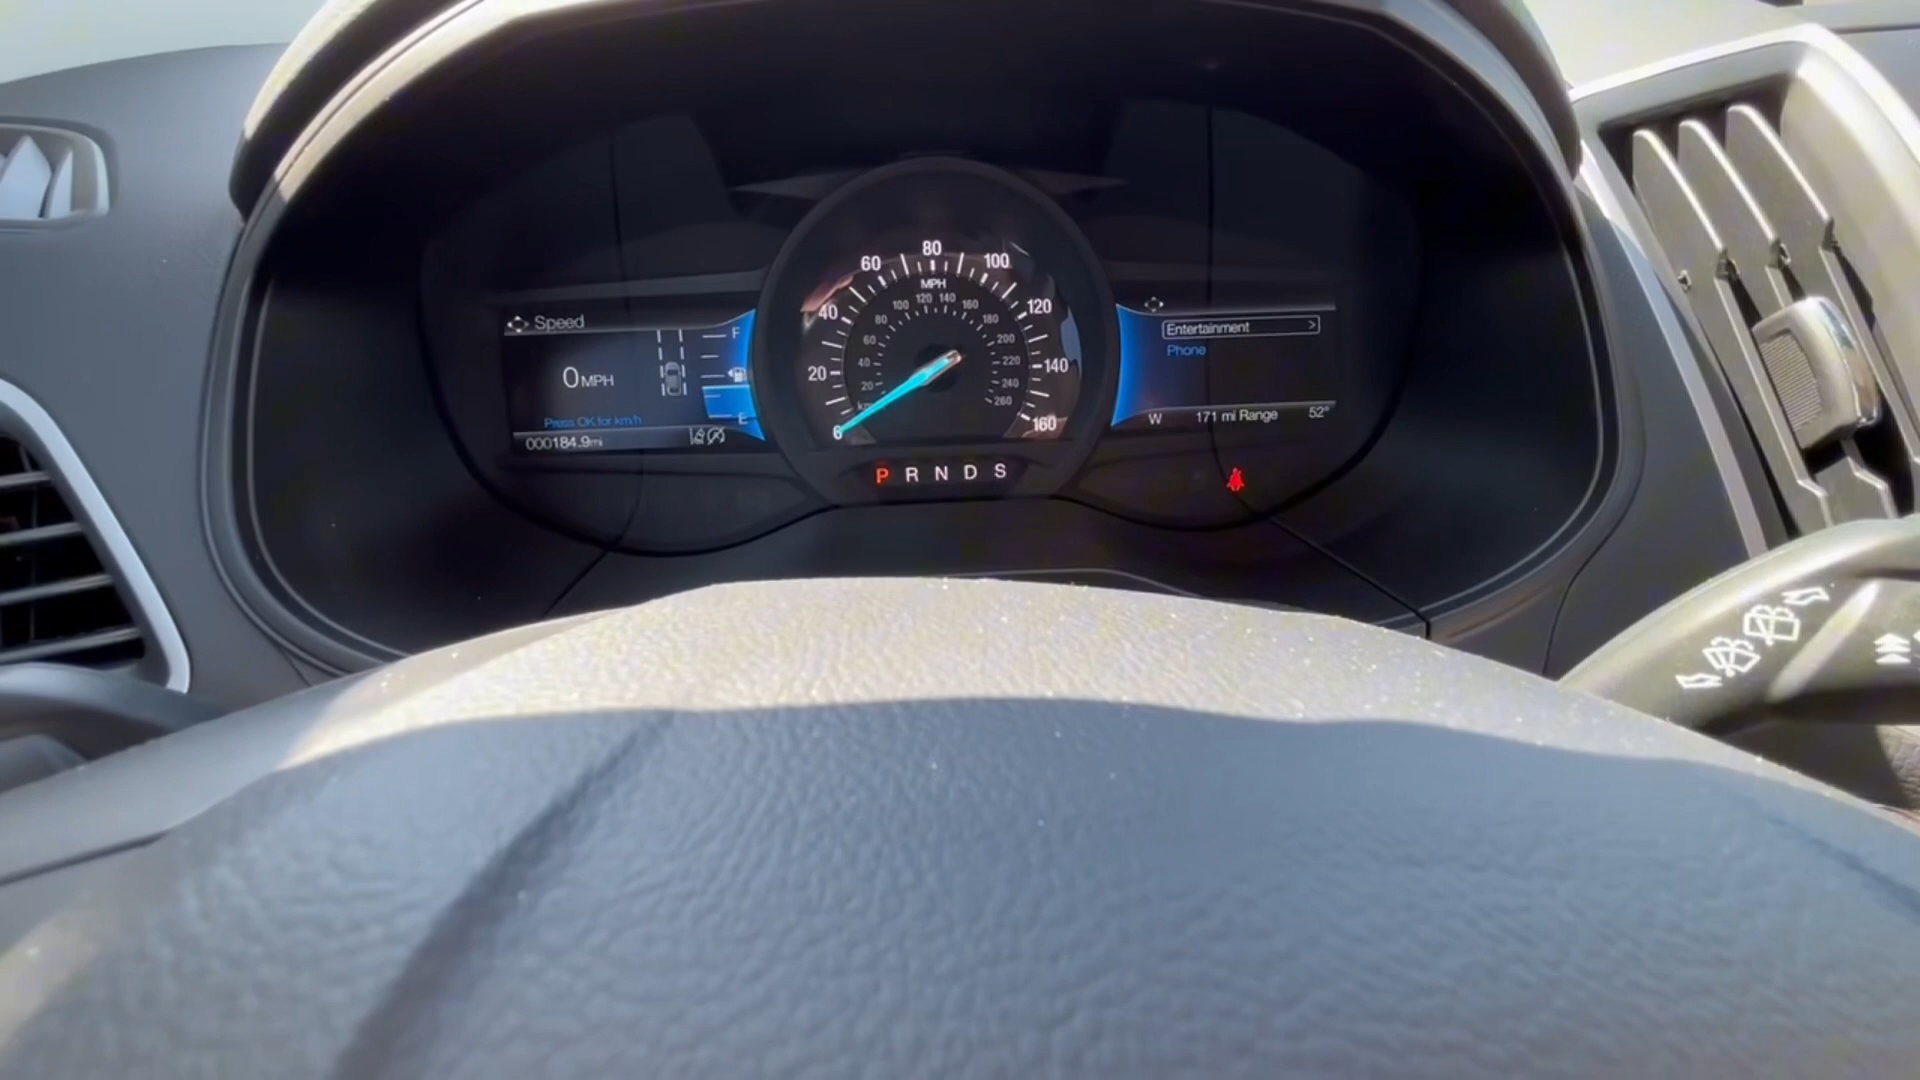 Speed
F
0 MPH
Press OK for km/h
E
000184.9mi
20
40
60
80
100
120
140
160
MPH
20
40
60
80
100
120
140
160
180
200
220
240
260
P R N D S
Entertainment >
Phone
W 171 mi Range 52°